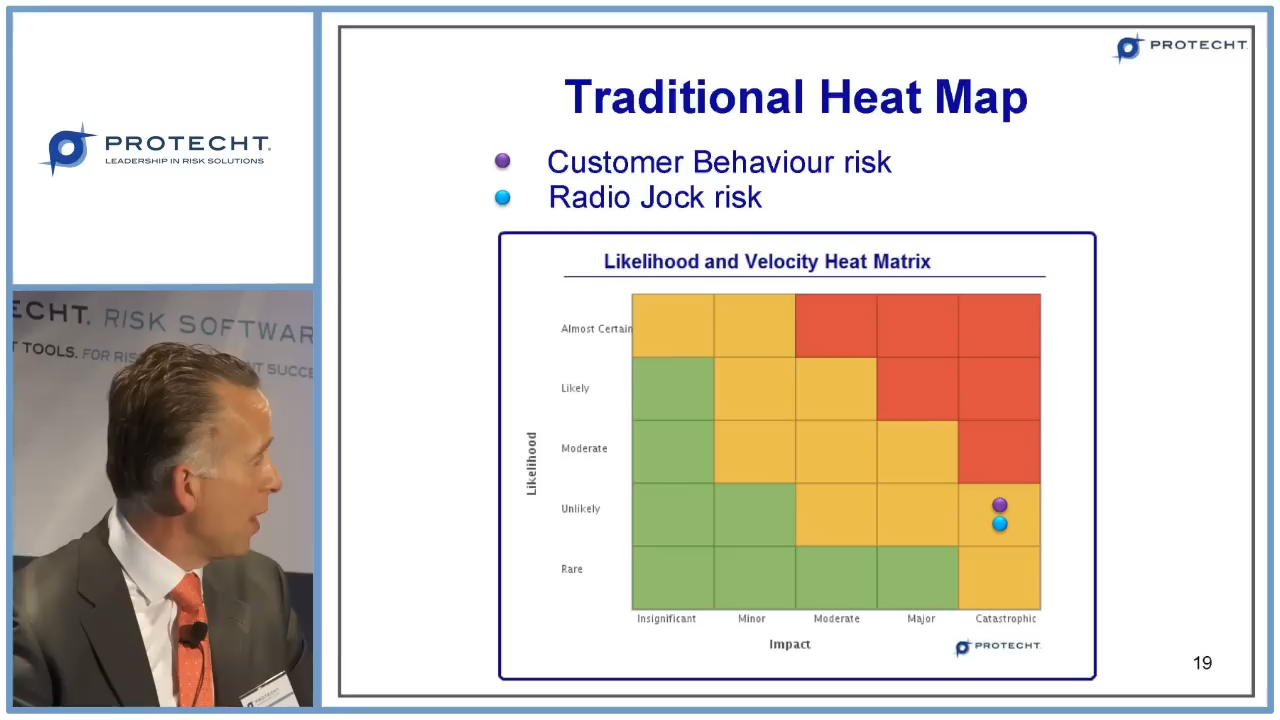 PROTECHT.
LEADERSHIP IN RISK SOLUTIONS
ECHT. RISK SOFTWAR
T TOOLS. FOR RIS
NT SUCCE
PROTECHT.
Traditional Heat Map
Customer Behaviour risk
Radio Jock risk
Likelihood and Velocity Heat Matrix
Likelihood
Almost Certain
Likely
Moderate
Unlikely
Rare
Insignificant Minor Moderate Major Catastrophic
Impact
PROTECHT.
19